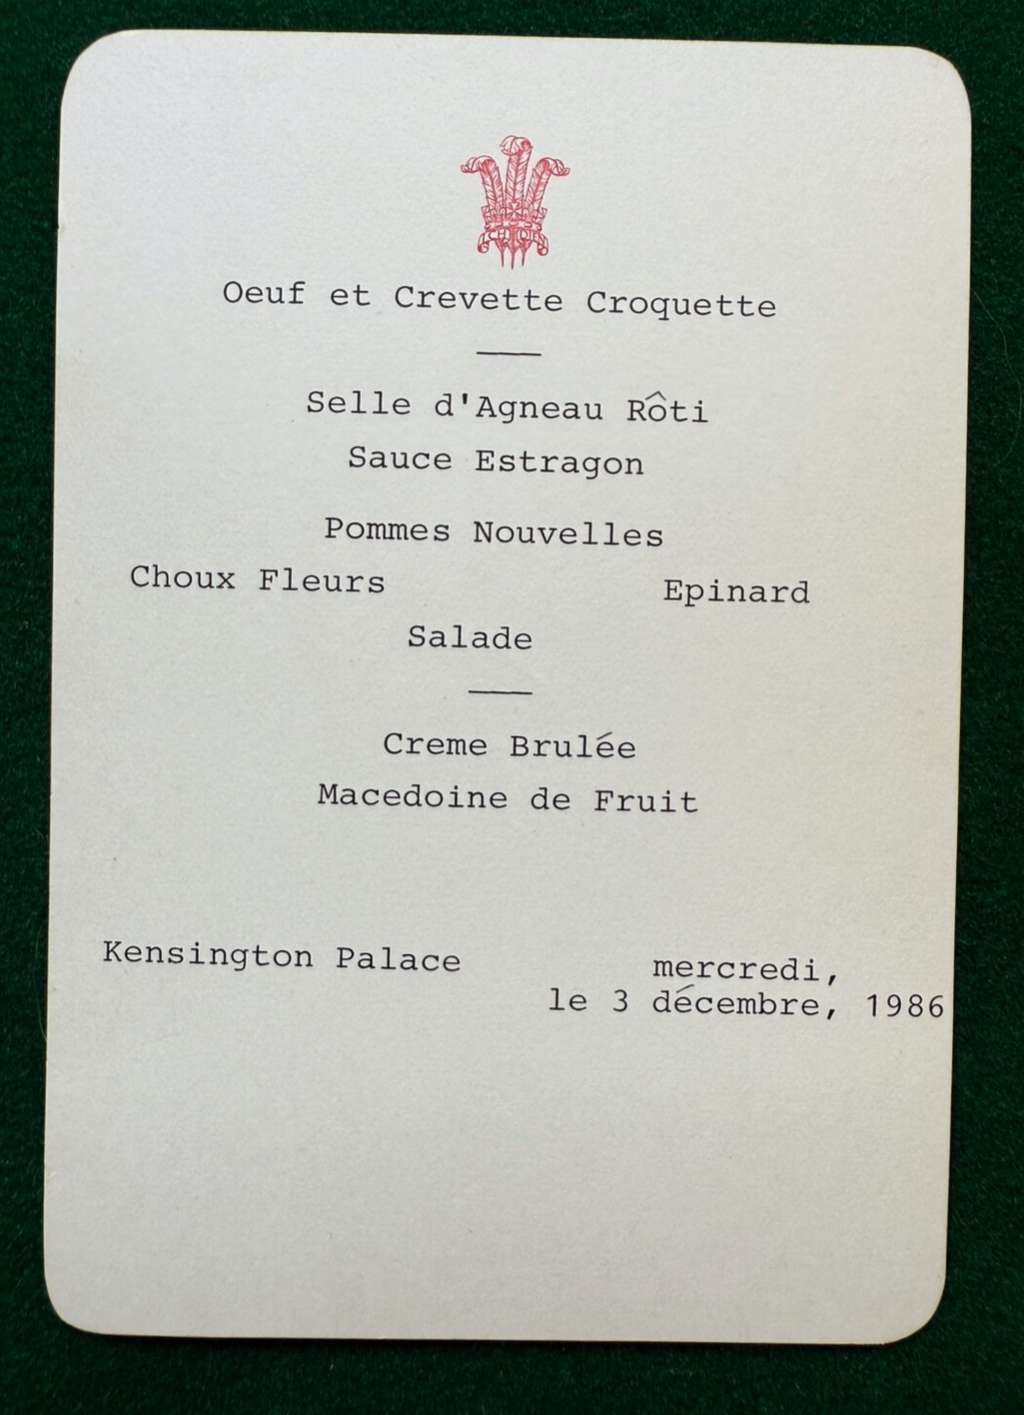 Oeuf et Crevette Croquette
Selle d'Agneau Rôti
Sauce Estragon
Pommes Nouvelles
Choux Fleurs Epinard
Salade
Creme Brulée
Macedoine de Fruit
Kensington Palace mercredi,
le 3 décembre, 1986